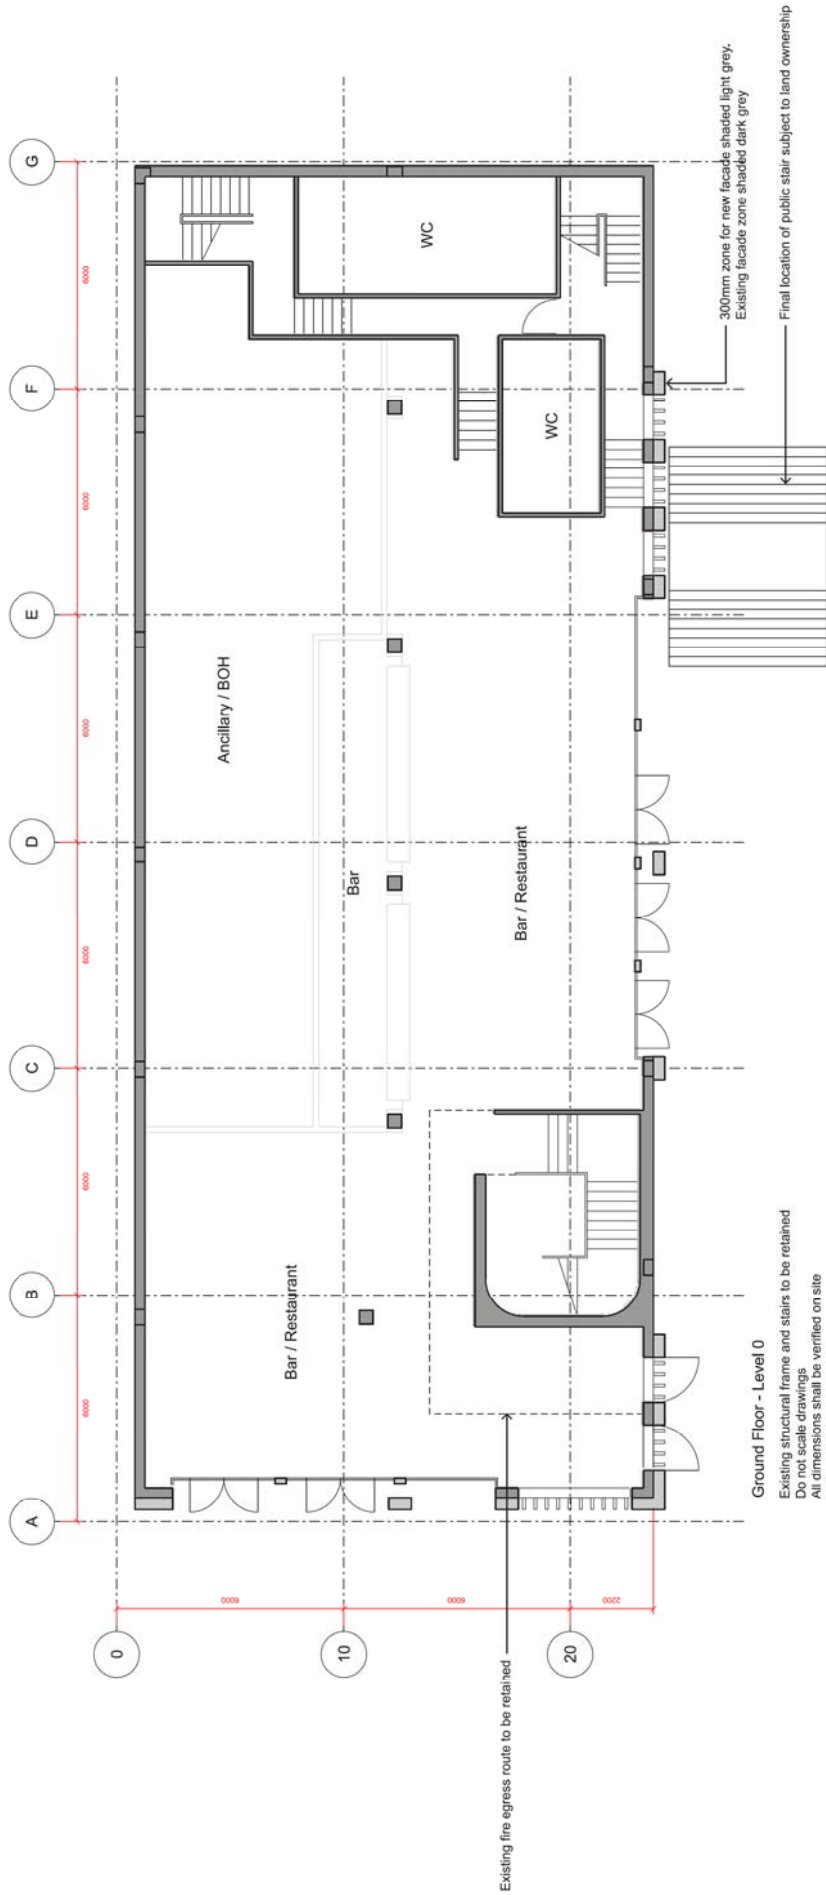 A
B
C
D
E
F
G
6000
6000
6000
6000
6000
6000
0
10
20
6000
6000
2200
Ancillary / BOH
WC
Bar / Restaurant
Bar
WC
Bar / Restaurant
Existing fire egress route to be retained
300mm zone for new facade shaded light grey.
Existing facade zone shaded dark grey
Final location of public stair subject to land ownership
Ground Floor - Level 0
Existing structural frame and stairs to be retained
Do not scale drawings
All dimensions shall be verified on site